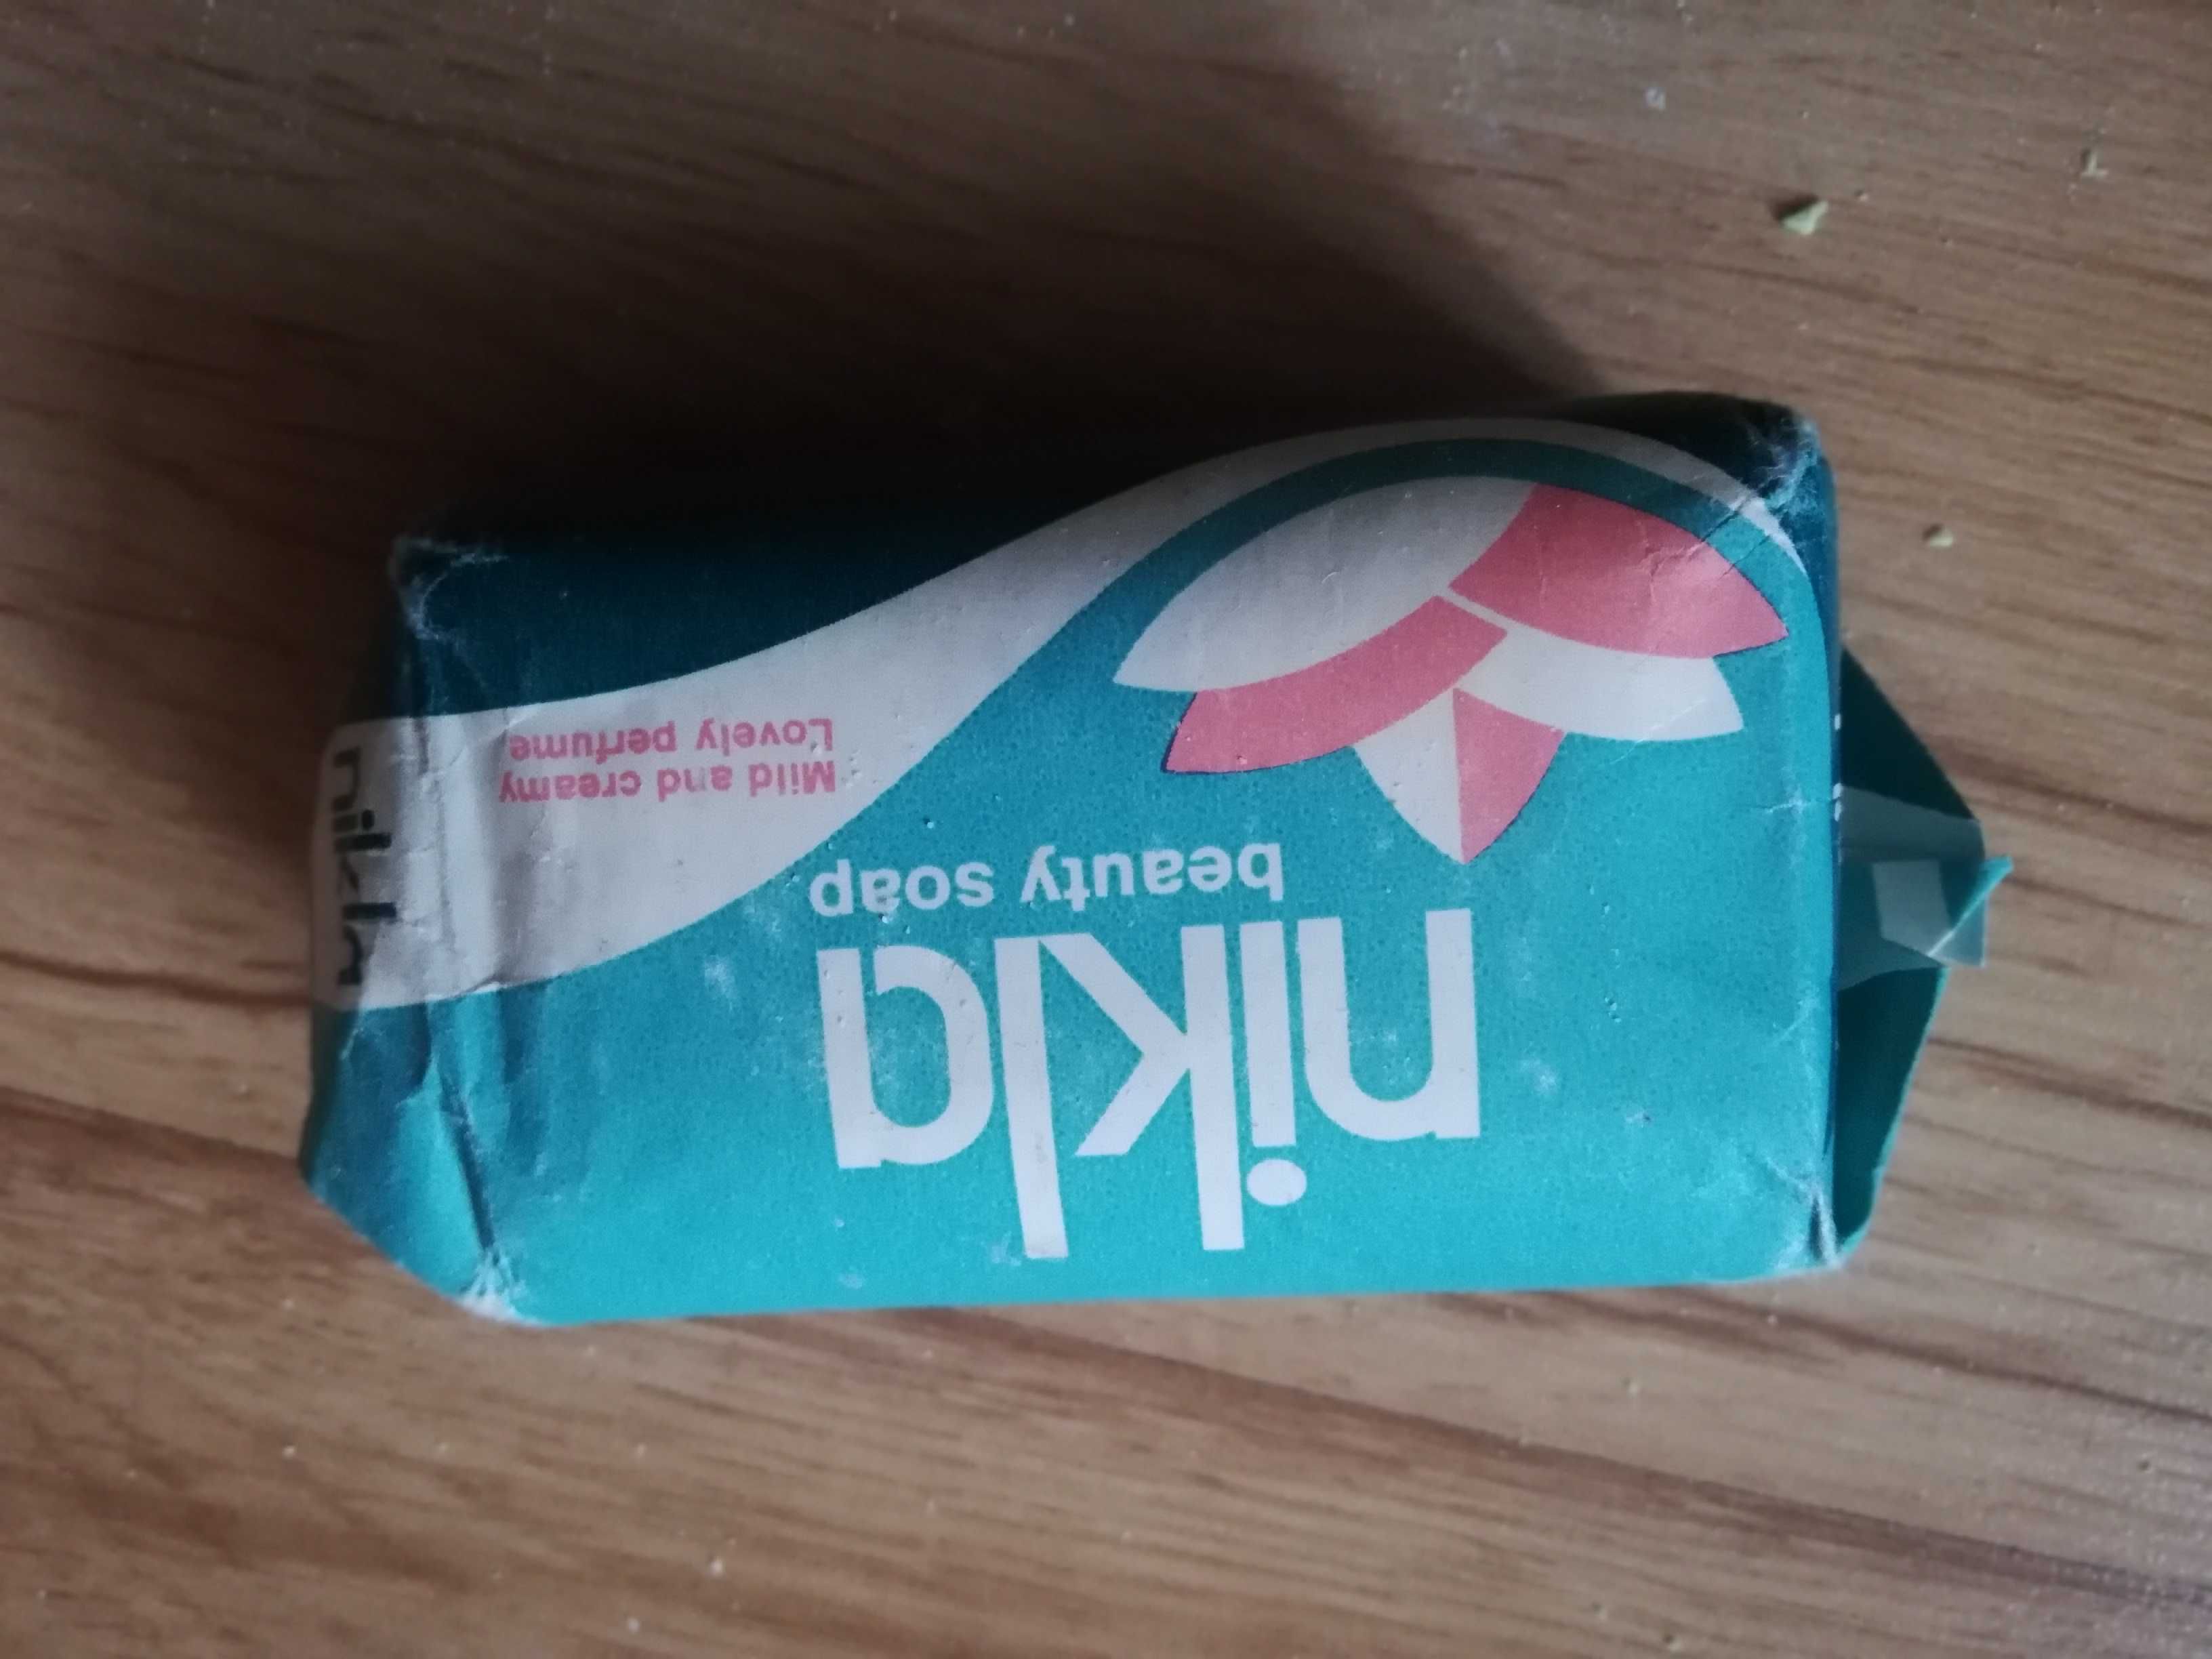 nikla
beauty soap
Mild and creamy
Lovely perfume
nikla